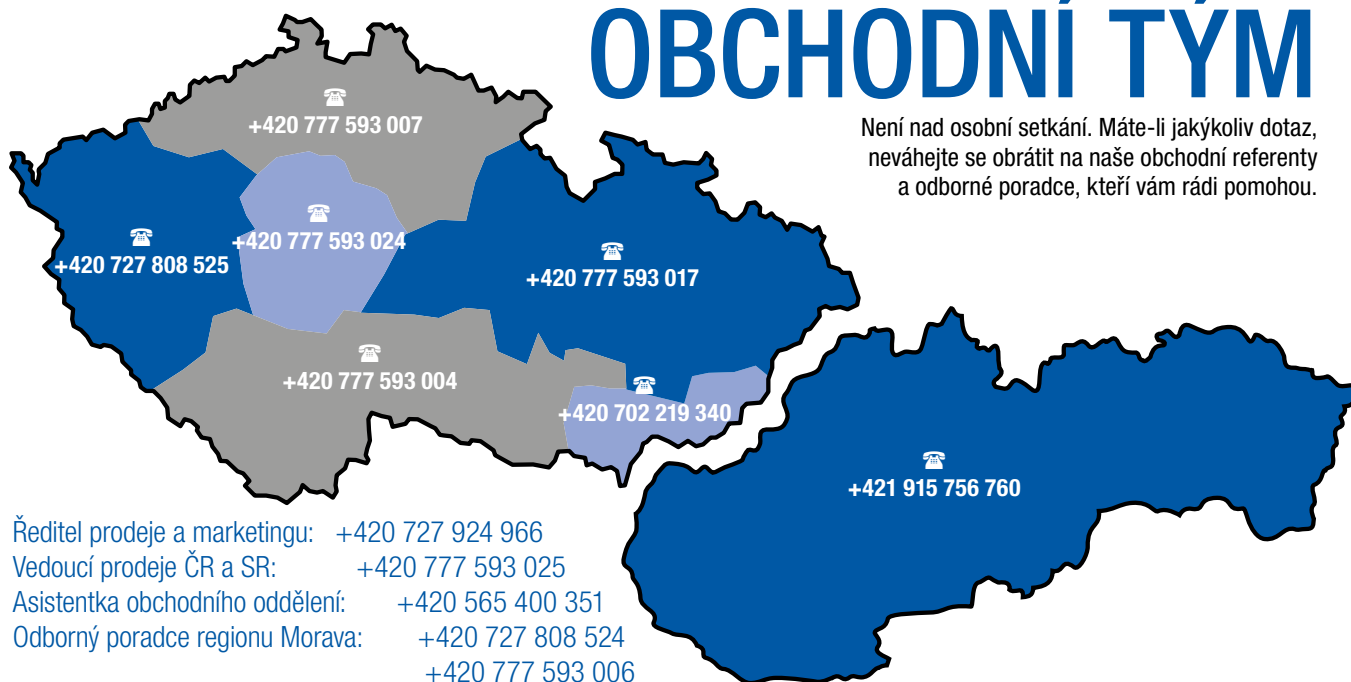 OBCHODNÍ TÝM
Není nad osobní setkání. Máte-li jakýkoliv dotaz,
neváhejte se obrátit na naše obchodní referenty
a odborné poradce, kteří vám rádi pomohou.
+420 777 593 007
+420 777 593 024
+420 727 808 525
+420 777 593 017
+420 777 593 004
+420 702 219 340
+421 915 756 760
Ředitel prodeje a marketingu: +420 727 924 966
Vedoucí prodeje ČR a SR: +420 777 593 025
Asistentka obchodního oddělení: +420 565 400 351
Odborný poradce regionu Morava: +420 727 808 524
+420 777 593 006